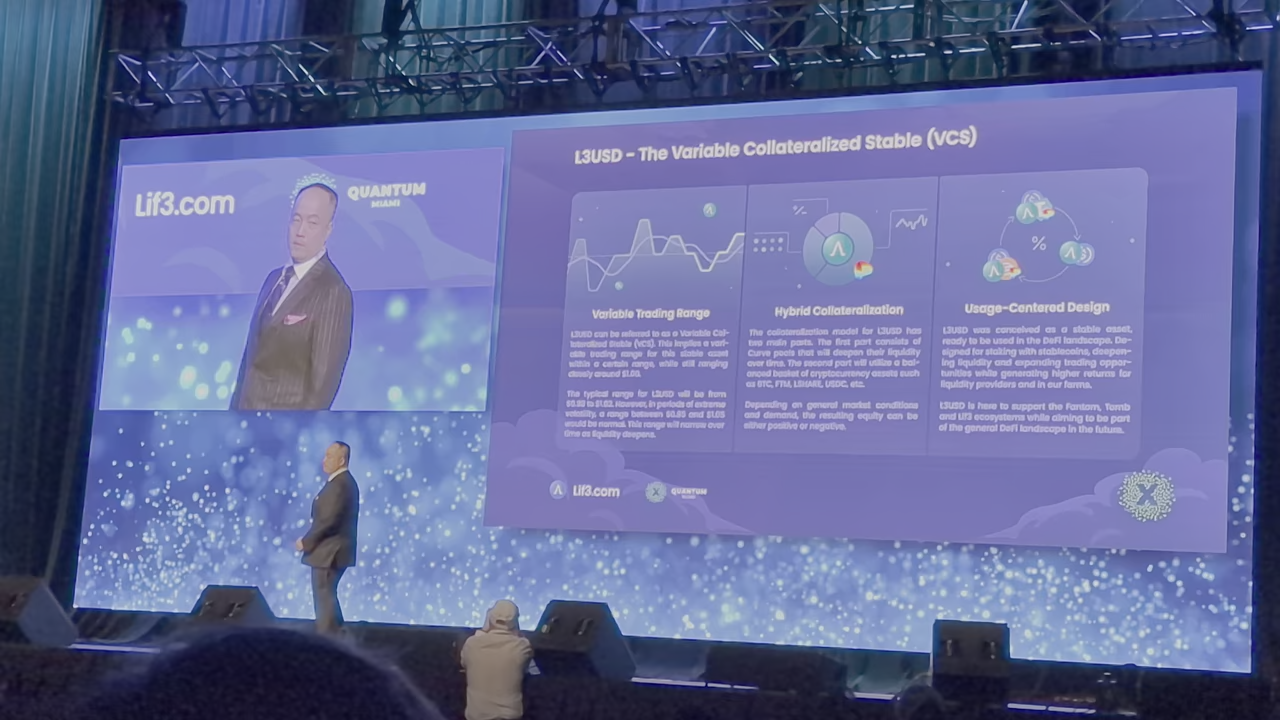 L3USD – The Variable Collateralized Stable (VCS)
Lif3.com
QUANTUM
MIAMI
%
Variable Trading Range
L3USD can be referred to as a Variable Col-
lateralized Stable (VCS). This implies a vari-
able trading range for this stable asset
within a certain range, while still ranging
closely around $1.00.
The typical range for L3USD will be from
However, in periods of extreme
volatility, a range between $0.95 and $1.05
would be normal. This range will narrow over
time as liquidity deepens.
Hybrid Collateralization
The collateralization model for L3USD has
two main parts. The first part consists of
Curve pools that will deepen their liquidity
over time. The second part will utilize a bal-
anced basket of cryptocurrency assets such
as BTC, FTM, LSHARE, USDC, etc.
Depending on general market conditions
and demand, the resulting equity can be
either positive or negative.
Usage-Centered Design
L3USD was conceived as a stable asset,
ready to be used in the DeFi landscape. De-
signed for staking with stablecoins, deepen-
ing liquidity and expanding trading oppor-
tunities while generating higher returns for
liquidity providers and in our farms.
L3USD is here to support the Fantom, Tomb
and Lif3 ecosystems while aiming to be part
of the general DeFi landscape in the future.
Lif3.com
QUANTUM
MIAMI